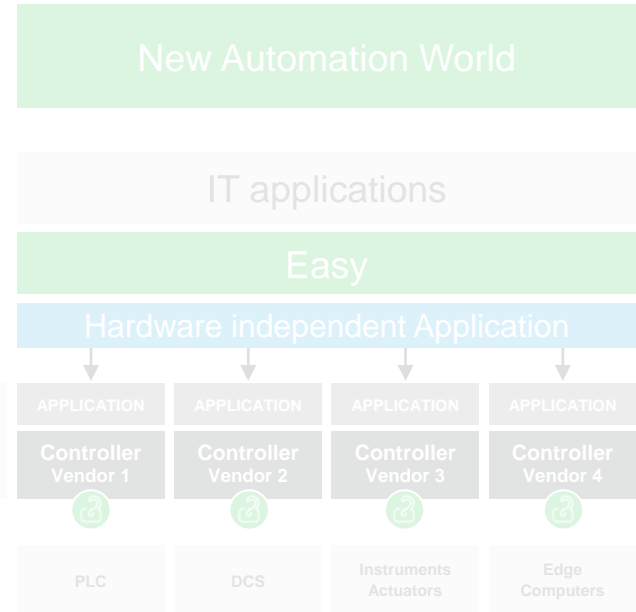 New Automation World
IT applications
Easy
Hardware independent Application
APPLICATION APPLICATION APPLICATION APPLICATION
Controller Controller Controller Controller
Vendor 1 Vendor 2 Vendor 3 Vendor 4
PLC DCS Instruments Actuators Edge Computers